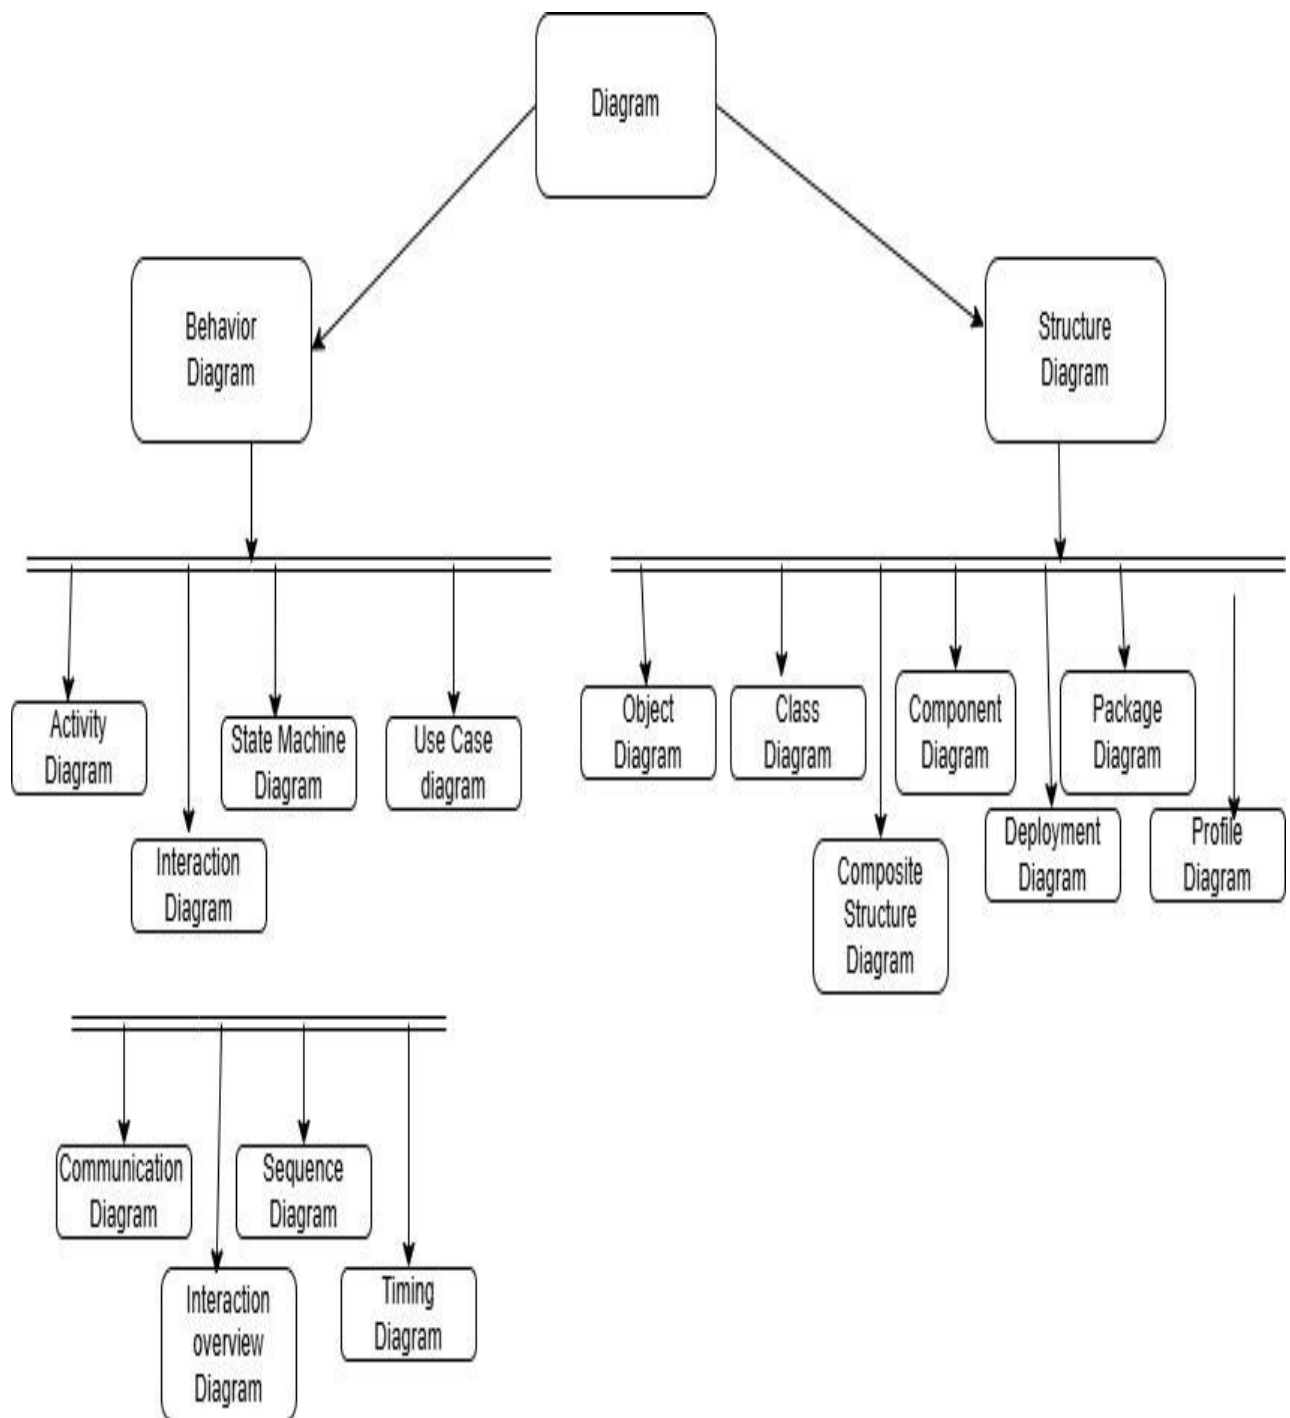 Diagram
Behavior
Diagram
Structure
Diagram
Activity
Diagram
Interaction
Diagram
State Machine
Diagram
Use Case
diagram
Object
Diagram
Class
Diagram
Composite
Structure
Diagram
Component
Diagram
Deployment
Diagram
Package
Diagram
Profile
Diagram
Communication
Diagram
Interaction
overview
Diagram
Sequence
Diagram
Timing
Diagram